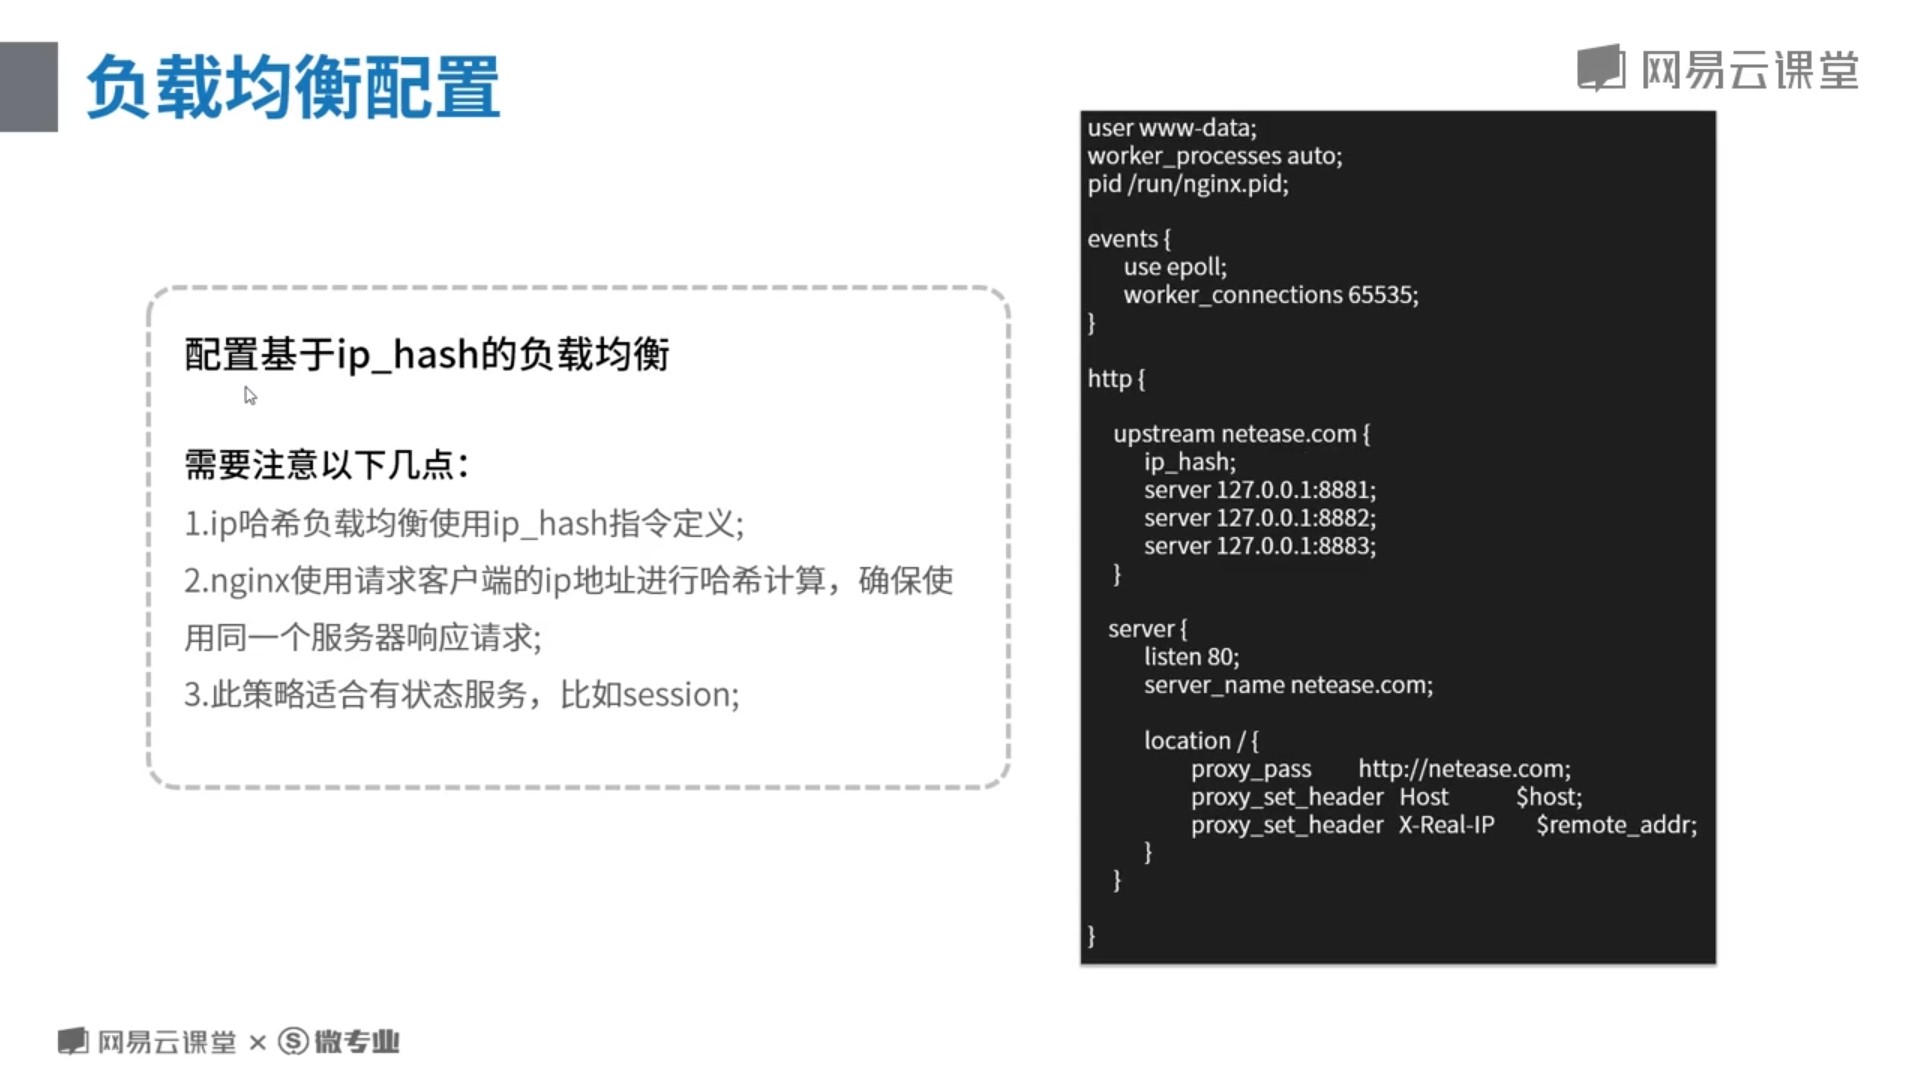 负载均衡配置
网易云课堂
配置基于ip_hash的负载均衡
需要注意以下几点：
1.ip哈希负载均衡使用ip_hash指令定义;
2.nginx使用请求客户端的ip地址进行哈希计算，确保使
用同一个服务器响应请求;
3.此策略适合有状态服务，比如session;
user www-data;
worker_processes auto;
pid /run/nginx.pid;
events {
use epoll;
worker_connections 65535;
}
http {
upstream netease.com {
ip_hash;
server 127.0.0.1:8881;
server 127.0.0.1:8882;
server 127.0.0.1:8883;
}
server {
listen 80;
server_name netease.com;
location / {
proxy_pass http://netease.com;
proxy_set_header Host $host;
proxy_set_header X-Real-IP $remote_addr;
}
}
}
网易云课堂 × S 微专业